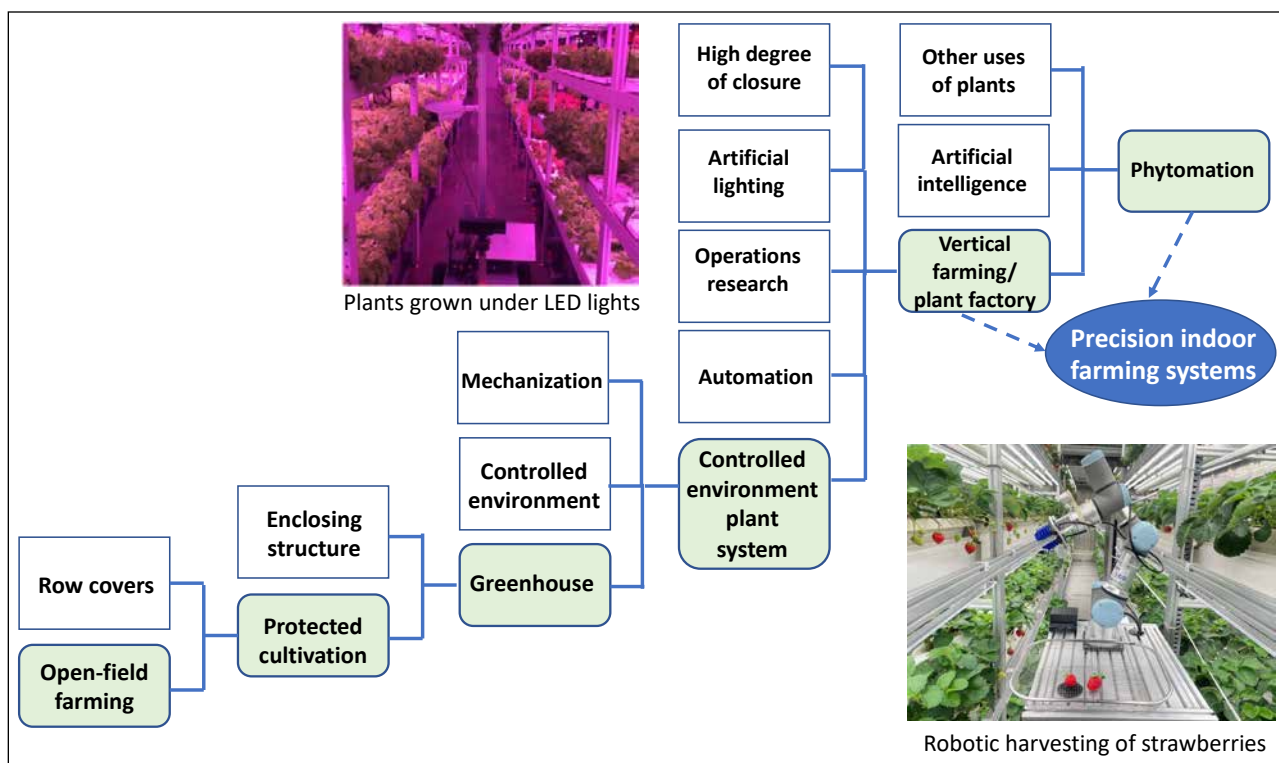 High degree
of closure
Other uses
of plants
Artificial
lighting
Artificial
intelligence
Phytomation
Operations
research
Vertical
farming/
plant factory
Plants grown under LED lights
Precision indoor
farming systems
Mechanization
Automation
Controlled
environment
Controlled
environment
plant
system
Enclosing
structure
Greenhouse
Row covers
Protected
cultivation
Open-field
farming
Robotic harvesting of strawberries